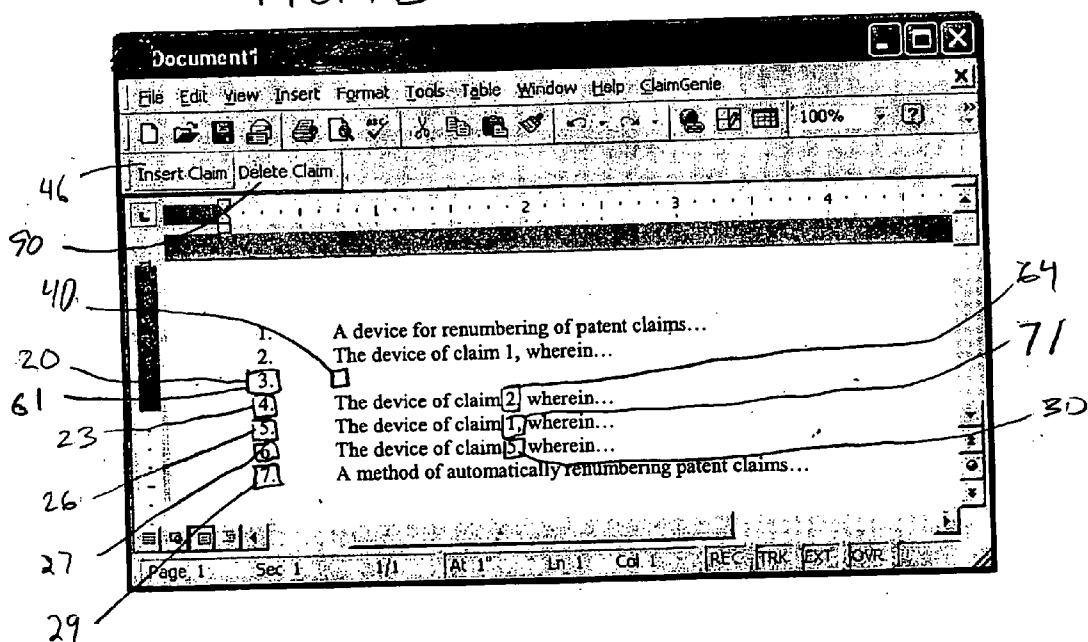 Document1
File Edit View Insert Format Tools Table Window Help ClaimGenie
100%
Insert Claim Delete Claim
1 2 3 4
46
90
40
20
61
23
26
27
29
64
71
30
1. A device for renumbering of patent claims...
2. The device of claim 1, wherein...
3.
4. The device of claim 2, wherein...
5. The device of claim 1, wherein...
6. The device of claim 5, wherein...
7. A method of automatically renumbering patent claims...
Page 1 Sec 1 1/1 At 1" Ln 1 Col 1 REC TRK EXT OVR